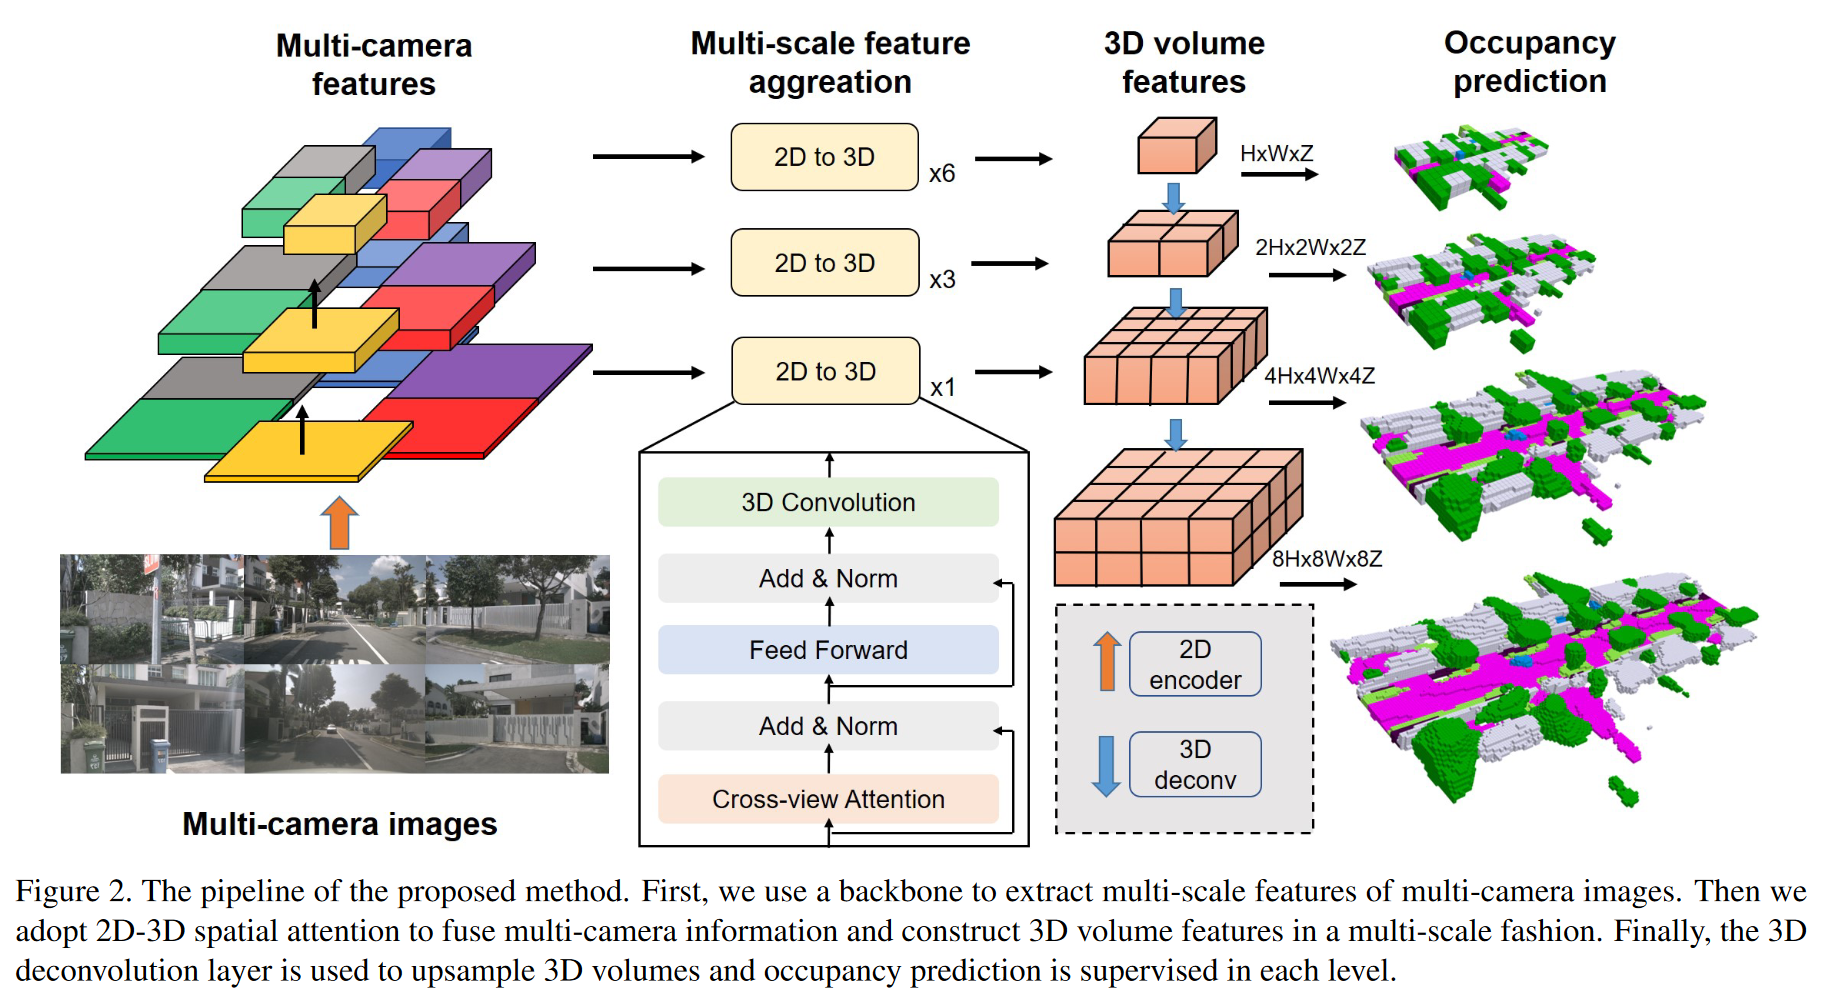 Multi-camera
features
Multi-scale feature
aggreation
3D volume
features
Occupancy
prediction
2D to 3D
x6
HxWxZ
2D to 3D
x3
2Hx2Wx2Z
2D to 3D
x1
4Hx4Wx4Z
8Hx8Wx8Z
3D Convolution
Add & Norm
Feed Forward
Add & Norm
Cross-view Attention
2D
encoder
3D
deconv
Multi-camera images
Figure 2. The pipeline of the proposed method. First, we use a backbone to extract multi-scale features of multi-camera images. Then we
adopt 2D-3D spatial attention to fuse multi-camera information and construct 3D volume features in a multi-scale fashion. Finally, the 3D
deconvolution layer is used to upsample 3D volumes and occupancy prediction is supervised in each level.